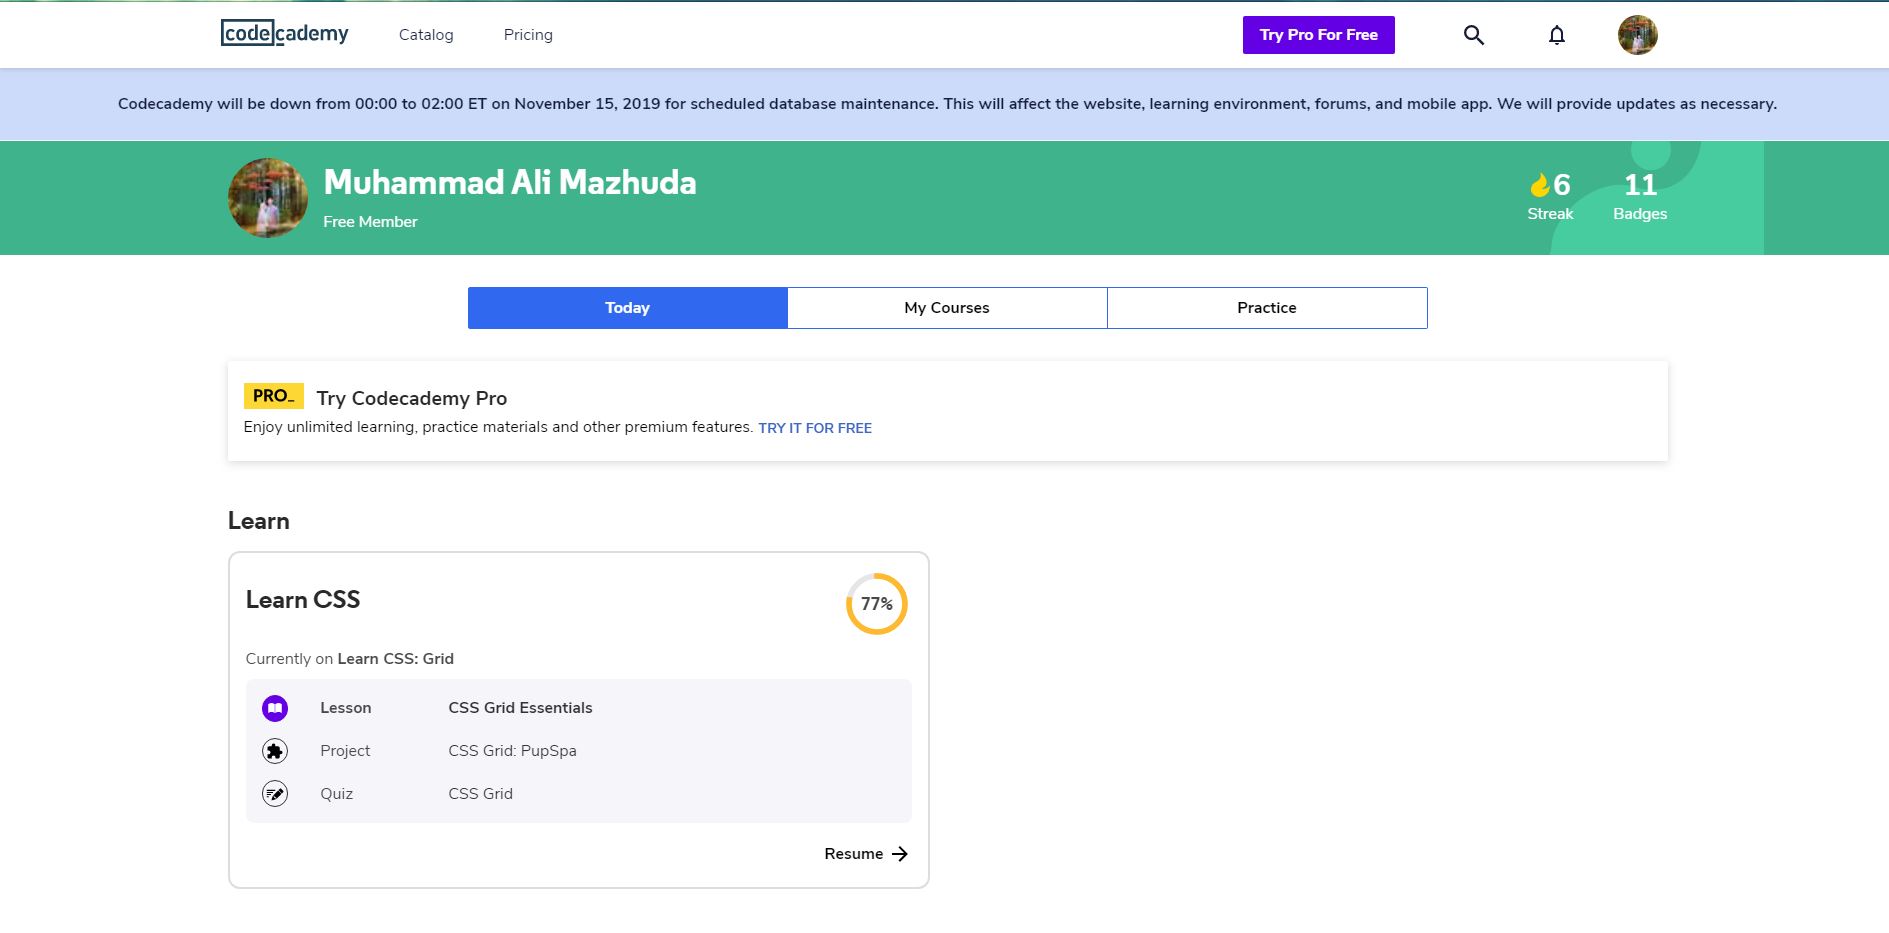 codecademy Catalog Pricing Try Pro For Free
Codecademy will be down from 00:00 to 02:00 ET on November 15, 2019 for scheduled database maintenance. This will affect the website, learning environment, forums, and mobile app. We will provide updates as necessary.
Muhammad Ali Mazhuda
Free Member
6
Streak
11
Badges
Today My Courses Practice
PRO_ Try Codecademy Pro
Enjoy unlimited learning, practice materials and other premium features. TRY IT FOR FREE
Learn
Learn CSS 77%
Currently on Learn CSS: Grid
Lesson CSS Grid Essentials
Project CSS Grid: PupSpa
Quiz CSS Grid
Resume